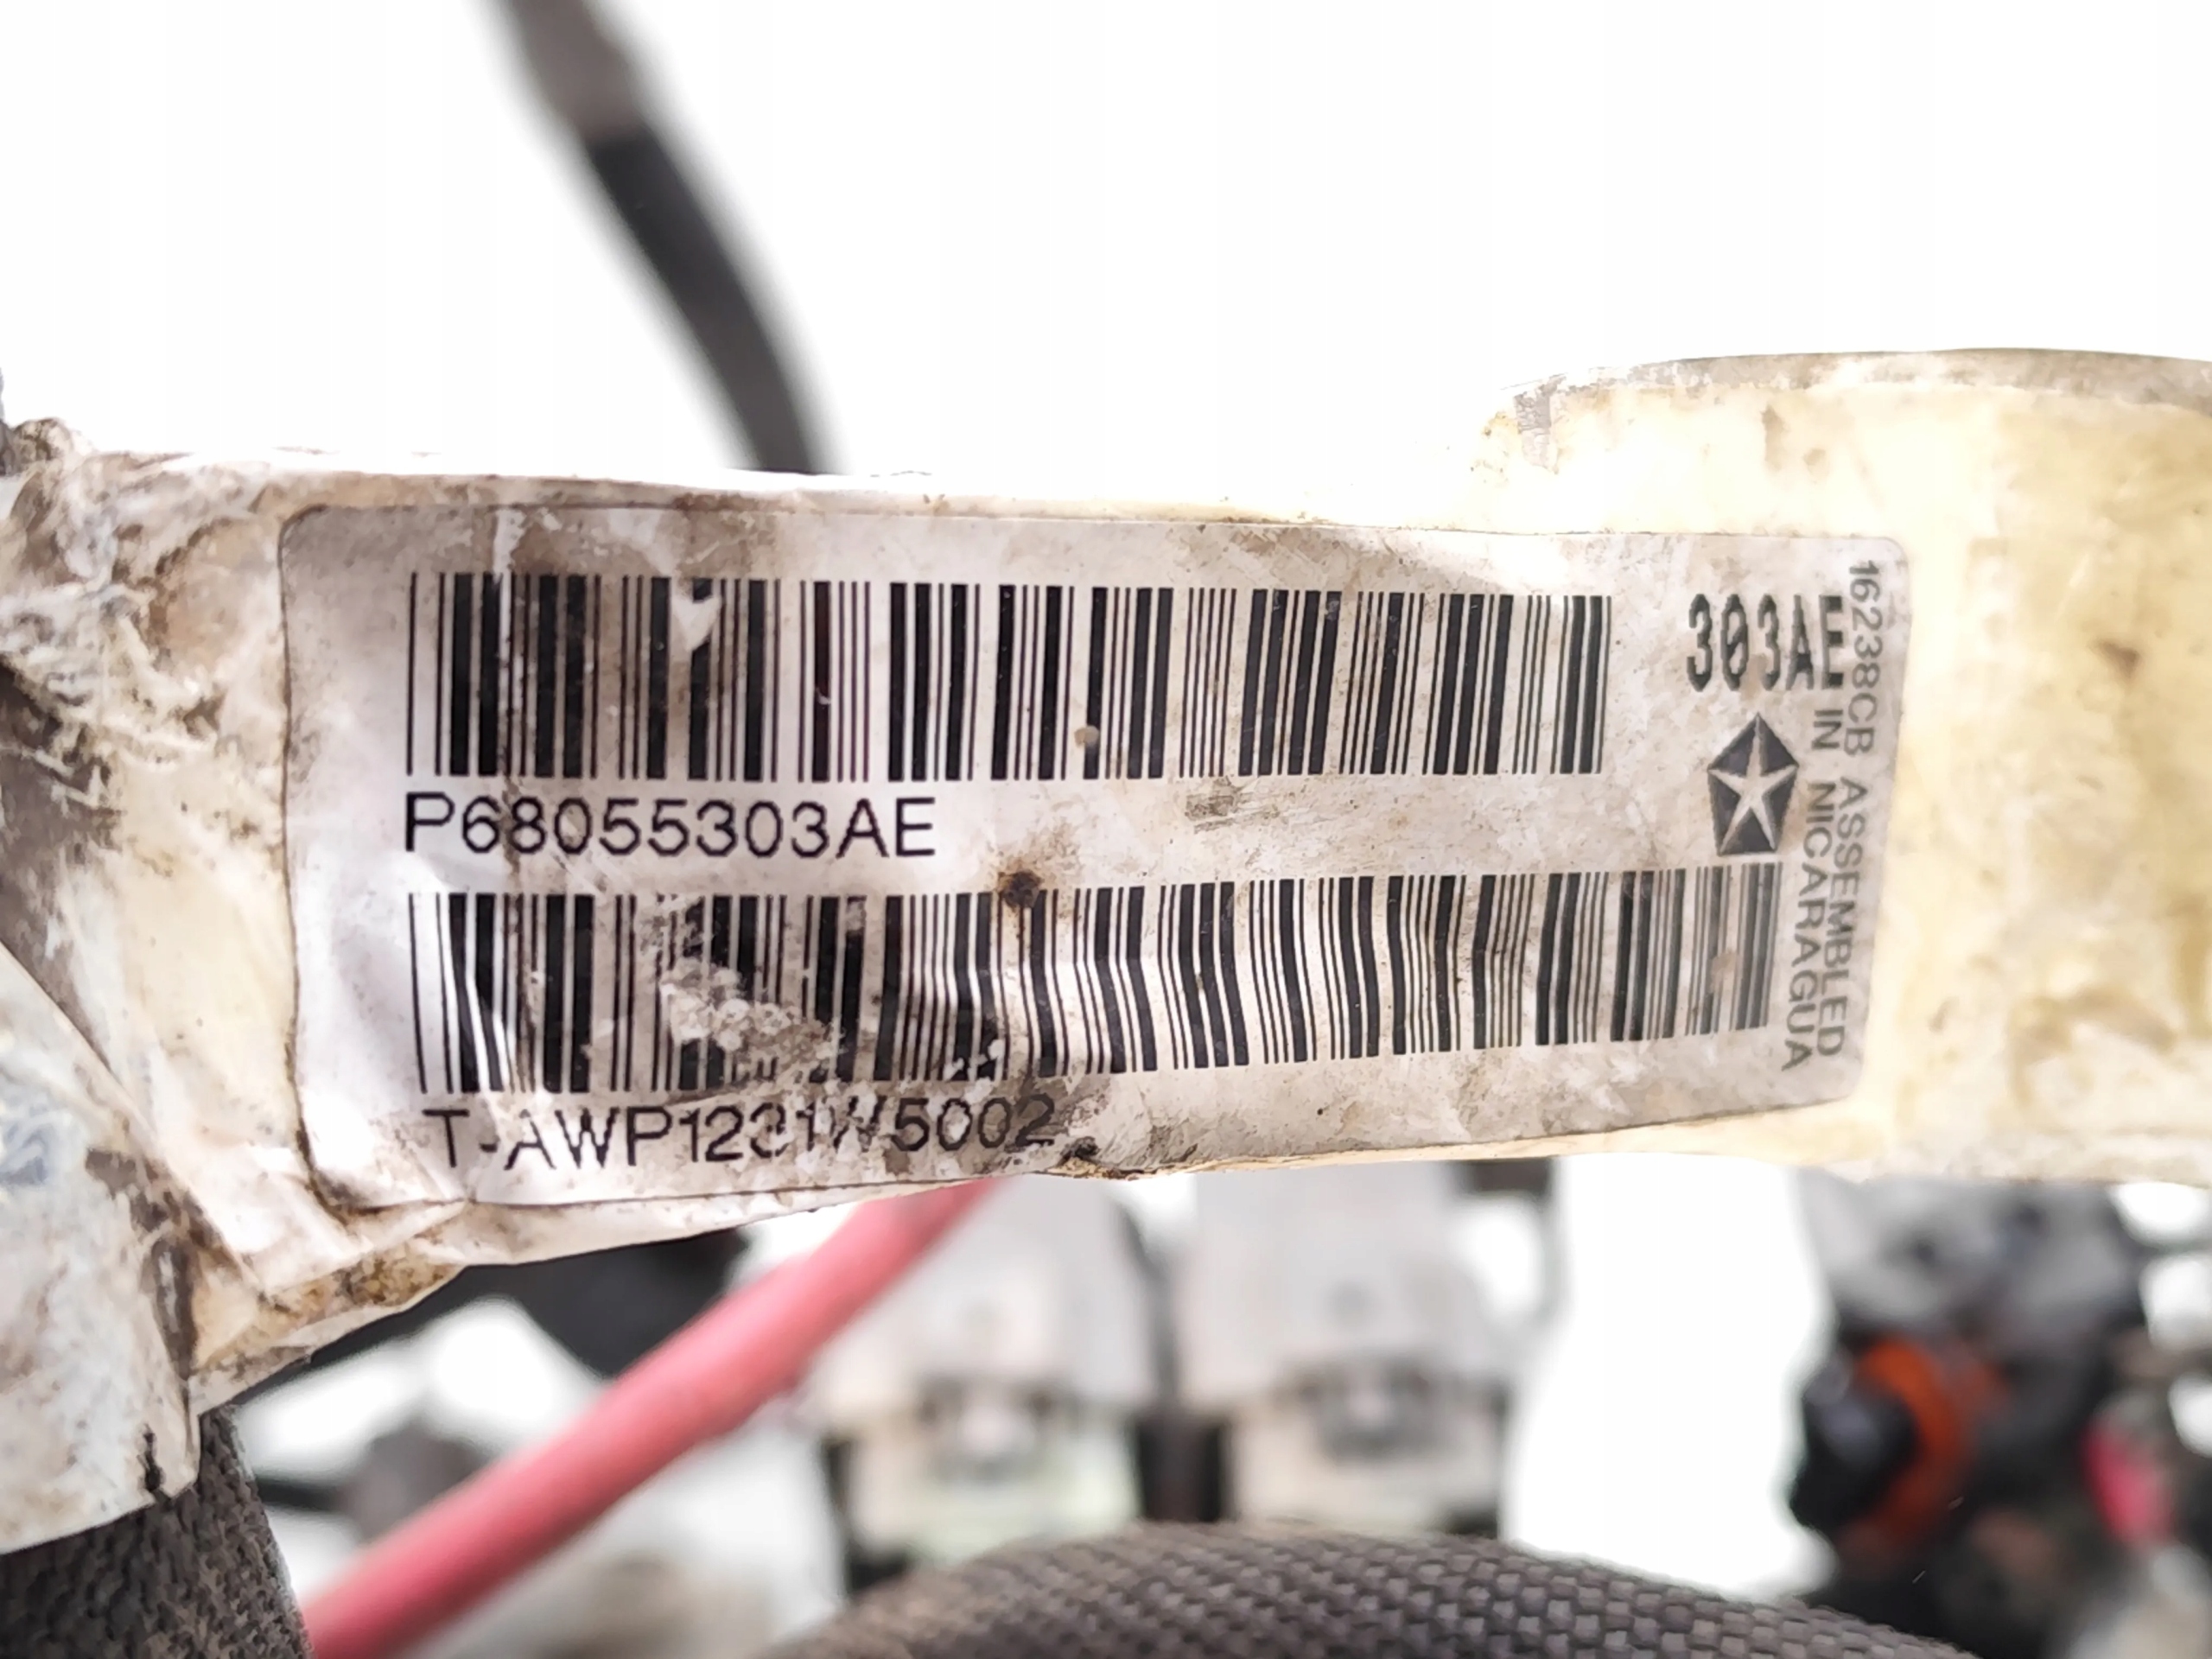 P68055303AE
T-AWP1231W5002
303AE
16238CB ASSEMBLED
IN NICARAGUA